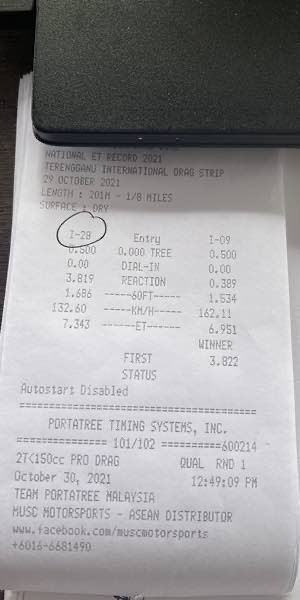 NATIONAL ET RECORD 2021
TERENGGANU INTERNATIONAL DRAG STRIP
29 OCTOBER 2021
LENGTH : 201M - 1/8 MILES
SURFACE : DRY
I-28 Entry I-09
0.500 0.000 TREE 0.500
0.00 DIAL-IN 0.00
3.819 REACTION 0.389
1.686 -----60FT------ 1.534
132.60 -----KM/H------ 162.11
7.343 ------ET------- 6.951
WINNER
FIRST 3.822
STATUS
Autostart Disabled
======================================
PORTATREE TIMING SYSTEMS, INC.
=============== 101/102 ==========600214
2T<150cc PRO DRAG QUAL RND 1
October 30, 2021 12:49:09 PM
TEAM PORTATREE MALAYSIA
MUSC MOTORSPORTS - ASEAN DISTRIBUTOR
www.facebook.com/muscmotorsports
+6016-6681490